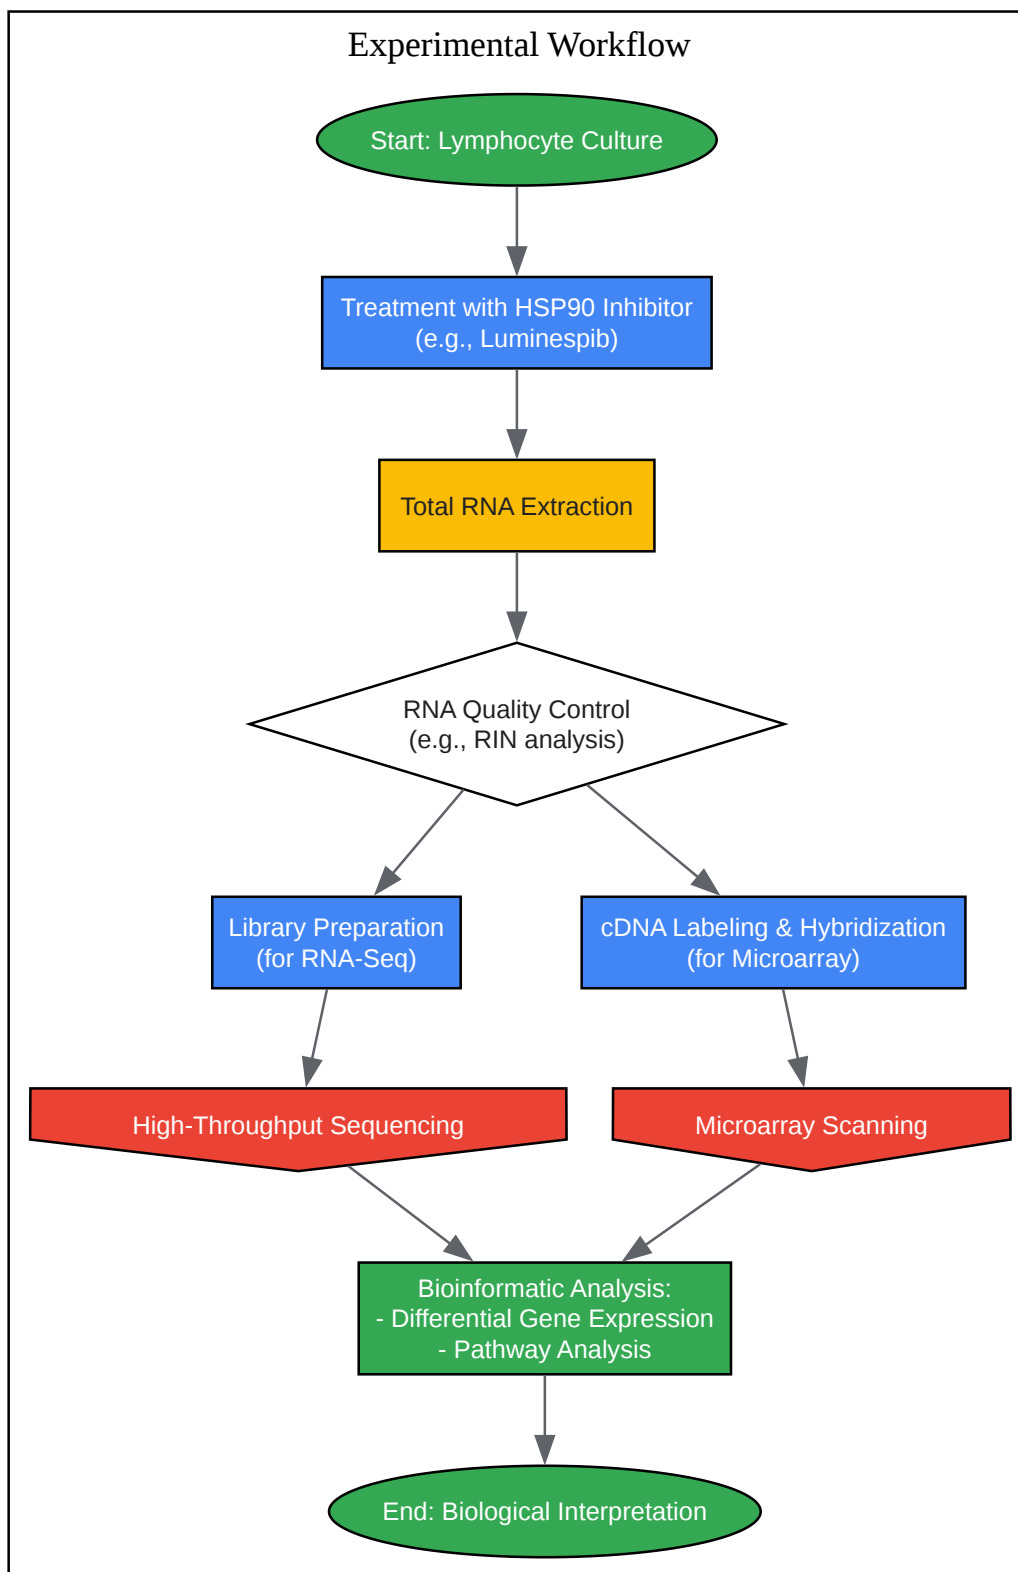 Experimental Workflow
Start: Lymphocyte Culture
Treatment with HSP90 Inhibitor
(e.g., Luminespib)
Total RNA Extraction
RNA Quality Control
(e.g., RIN analysis)
Library Preparation
(for RNA-Seq)
cDNA Labeling & Hybridization
(for Microarray)
High-Throughput Sequencing
Microarray Scanning
Bioinformatic Analysis:
- Differential Gene Expression
- Pathway Analysis
End: Biological Interpretation